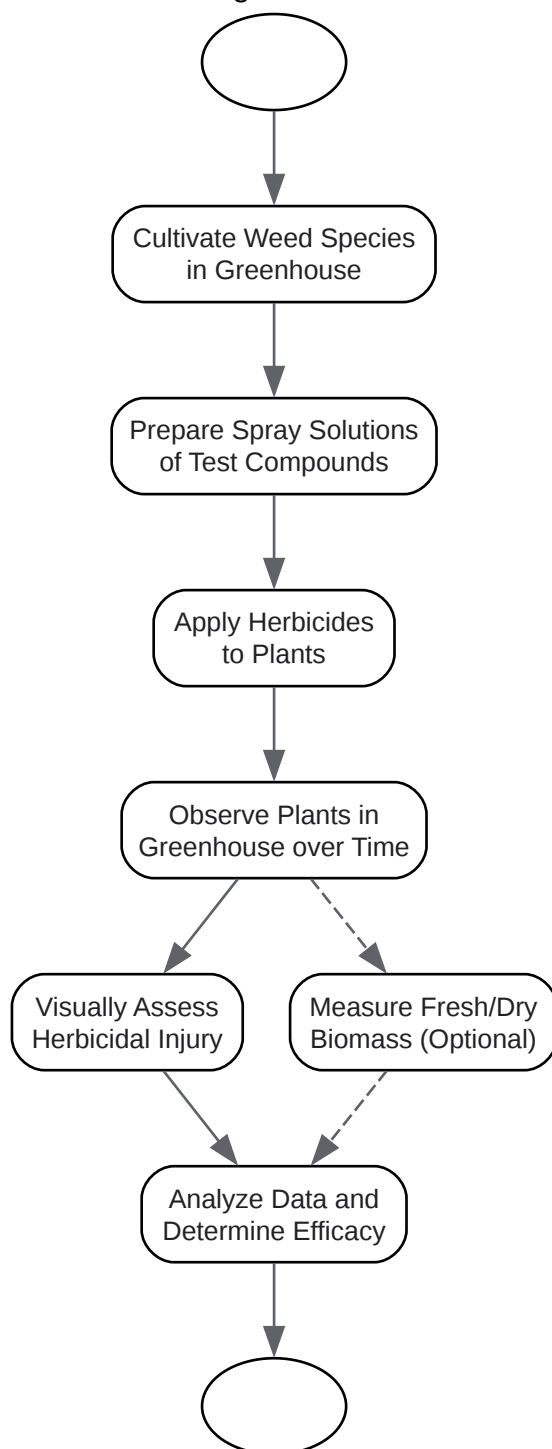 Cultivate Weed Species
in Greenhouse
Prepare Spray Solutions
of Test Compounds
Apply Herbicides
to Plants
Observe Plants in
Greenhouse over Time
Visually Assess
Herbicidal Injury
Measure Fresh/Dry
Biomass (Optional)
Analyze Data and
Determine Efficacy